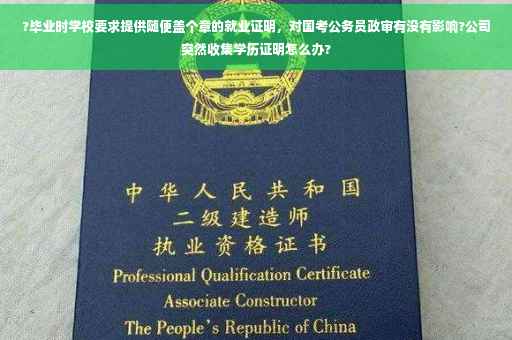 ?毕业时学校要求提供随便盖个章的就业证明，对国考公务员政审有没有影响?公司
突然收集学历证明怎么办?
中华人民共和国
二级建造师
执业资格证书
Professional Qualification Certificate
Associate Constructor
The People's Republic of China